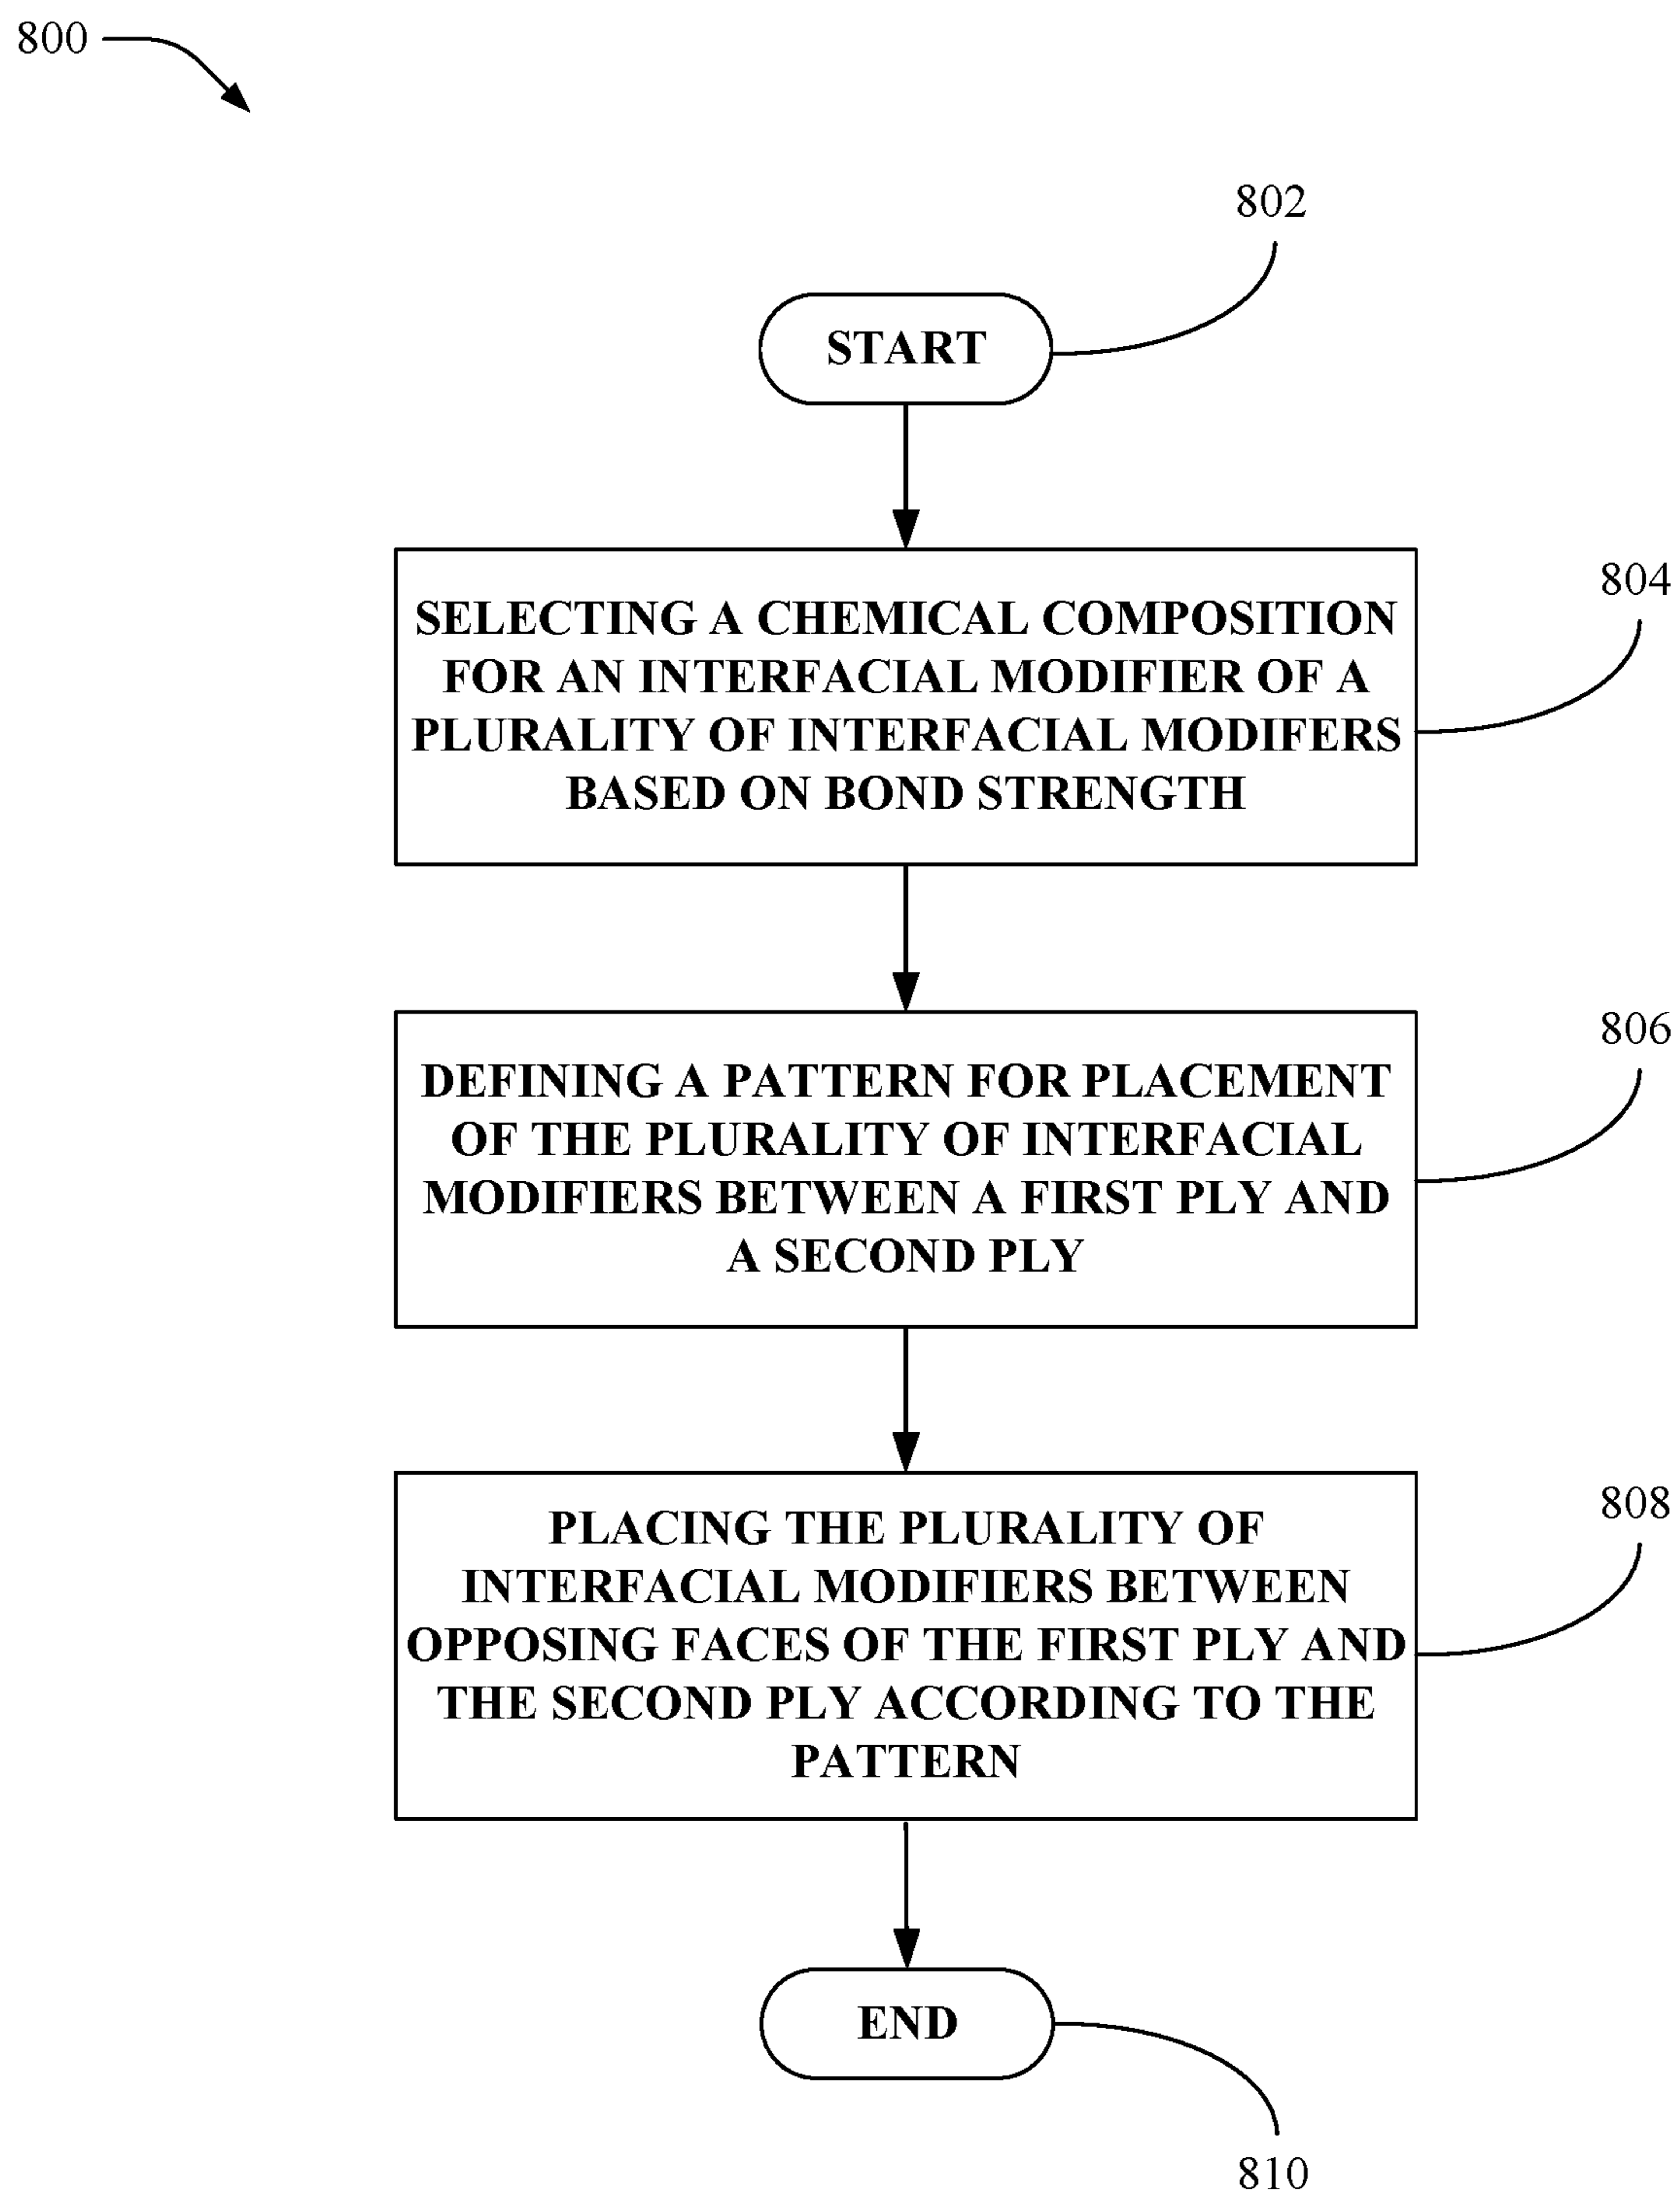 800
802
START
804
SELECTING A CHEMICAL COMPOSITION
FOR AN INTERFACIAL MODIFIER OF A
PLURALITY OF INTERFACIAL MODIFERS
BASED ON BOND STRENGTH
806
DEFINING A PATTERN FOR PLACEMENT
OF THE PLURALITY OF INTERFACIAL
MODIFIERS BETWEEN A FIRST PLY AND
A SECOND PLY
808
PLACING THE PLURALITY OF
INTERFACIAL MODIFIERS BETWEEN
OPPOSING FACES OF THE FIRST PLY AND
THE SECOND PLY ACCORDING TO THE
PATTERN
END
810